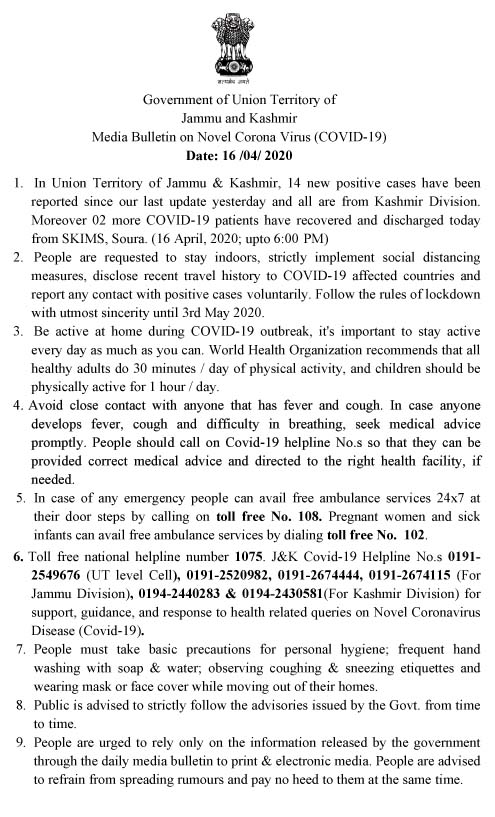 सत्यमेव जयते
Government of Union Territory of
Jammu and Kashmir
Media Bulletin on Novel Corona Virus (COVID-19)
Date: 16 /04/ 2020
1. In Union Territory of Jammu & Kashmir, 14 new positive cases have been
reported since our last update yesterday and all are from Kashmir Division.
Moreover 02 more COVID-19 patients have recovered and discharged today
from SKIMS, Soura. (16 April, 2020; upto 6:00 PM)
2. People are requested to stay indoors, strictly implement social distancing
measures, disclose recent travel history to COVID-19 affected countries and
report any contact with positive cases voluntarily. Follow the rules of lockdown
with utmost sincerity until 3rd May 2020.
3. Be active at home during COVID-19 outbreak, it's important to stay active
every day as much as you can. World Health Organization recommends that all
healthy adults do 30 minutes / day of physical activity, and children should be
physically active for 1 hour / day.
4. Avoid close contact with anyone that has fever and cough. In case anyone
develops fever, cough and difficulty in breathing, seek medical advice
promptly. People should call on Covid-19 helpline No.s so that they can be
provided correct medical advice and directed to the right health facility, if
needed.
5. In case of any emergency people can avail free ambulance services 24x7 at
their door steps by calling on toll free No. 108. Pregnant women and sick
infants can avail free ambulance services by dialing toll free No. 102.
6. Toll free national helpline number 1075. J&K Covid-19 Helpline No.s 0191-
2549676 (UT level Cell), 0191-2520982, 0191-2674444, 0191-2674115 (For
Jammu Division), 0194-2440283 & 0194-2430581(For Kashmir Division) for
support, guidance, and response to health related queries on Novel Coronavirus
Disease (Covid-19).
7. People must take basic precautions for personal hygiene; frequent hand
washing with soap & water; observing coughing & sneezing etiquettes and
wearing mask or face cover while moving out of their homes.
8. Public is advised to strictly follow the advisories issued by the Govt. from time
to time.
9. People are urged to rely only on the information released by the government
through the daily media bulletin to print & electronic media. People are advised
to refrain from spreading rumours and pay no heed to them at the same time.